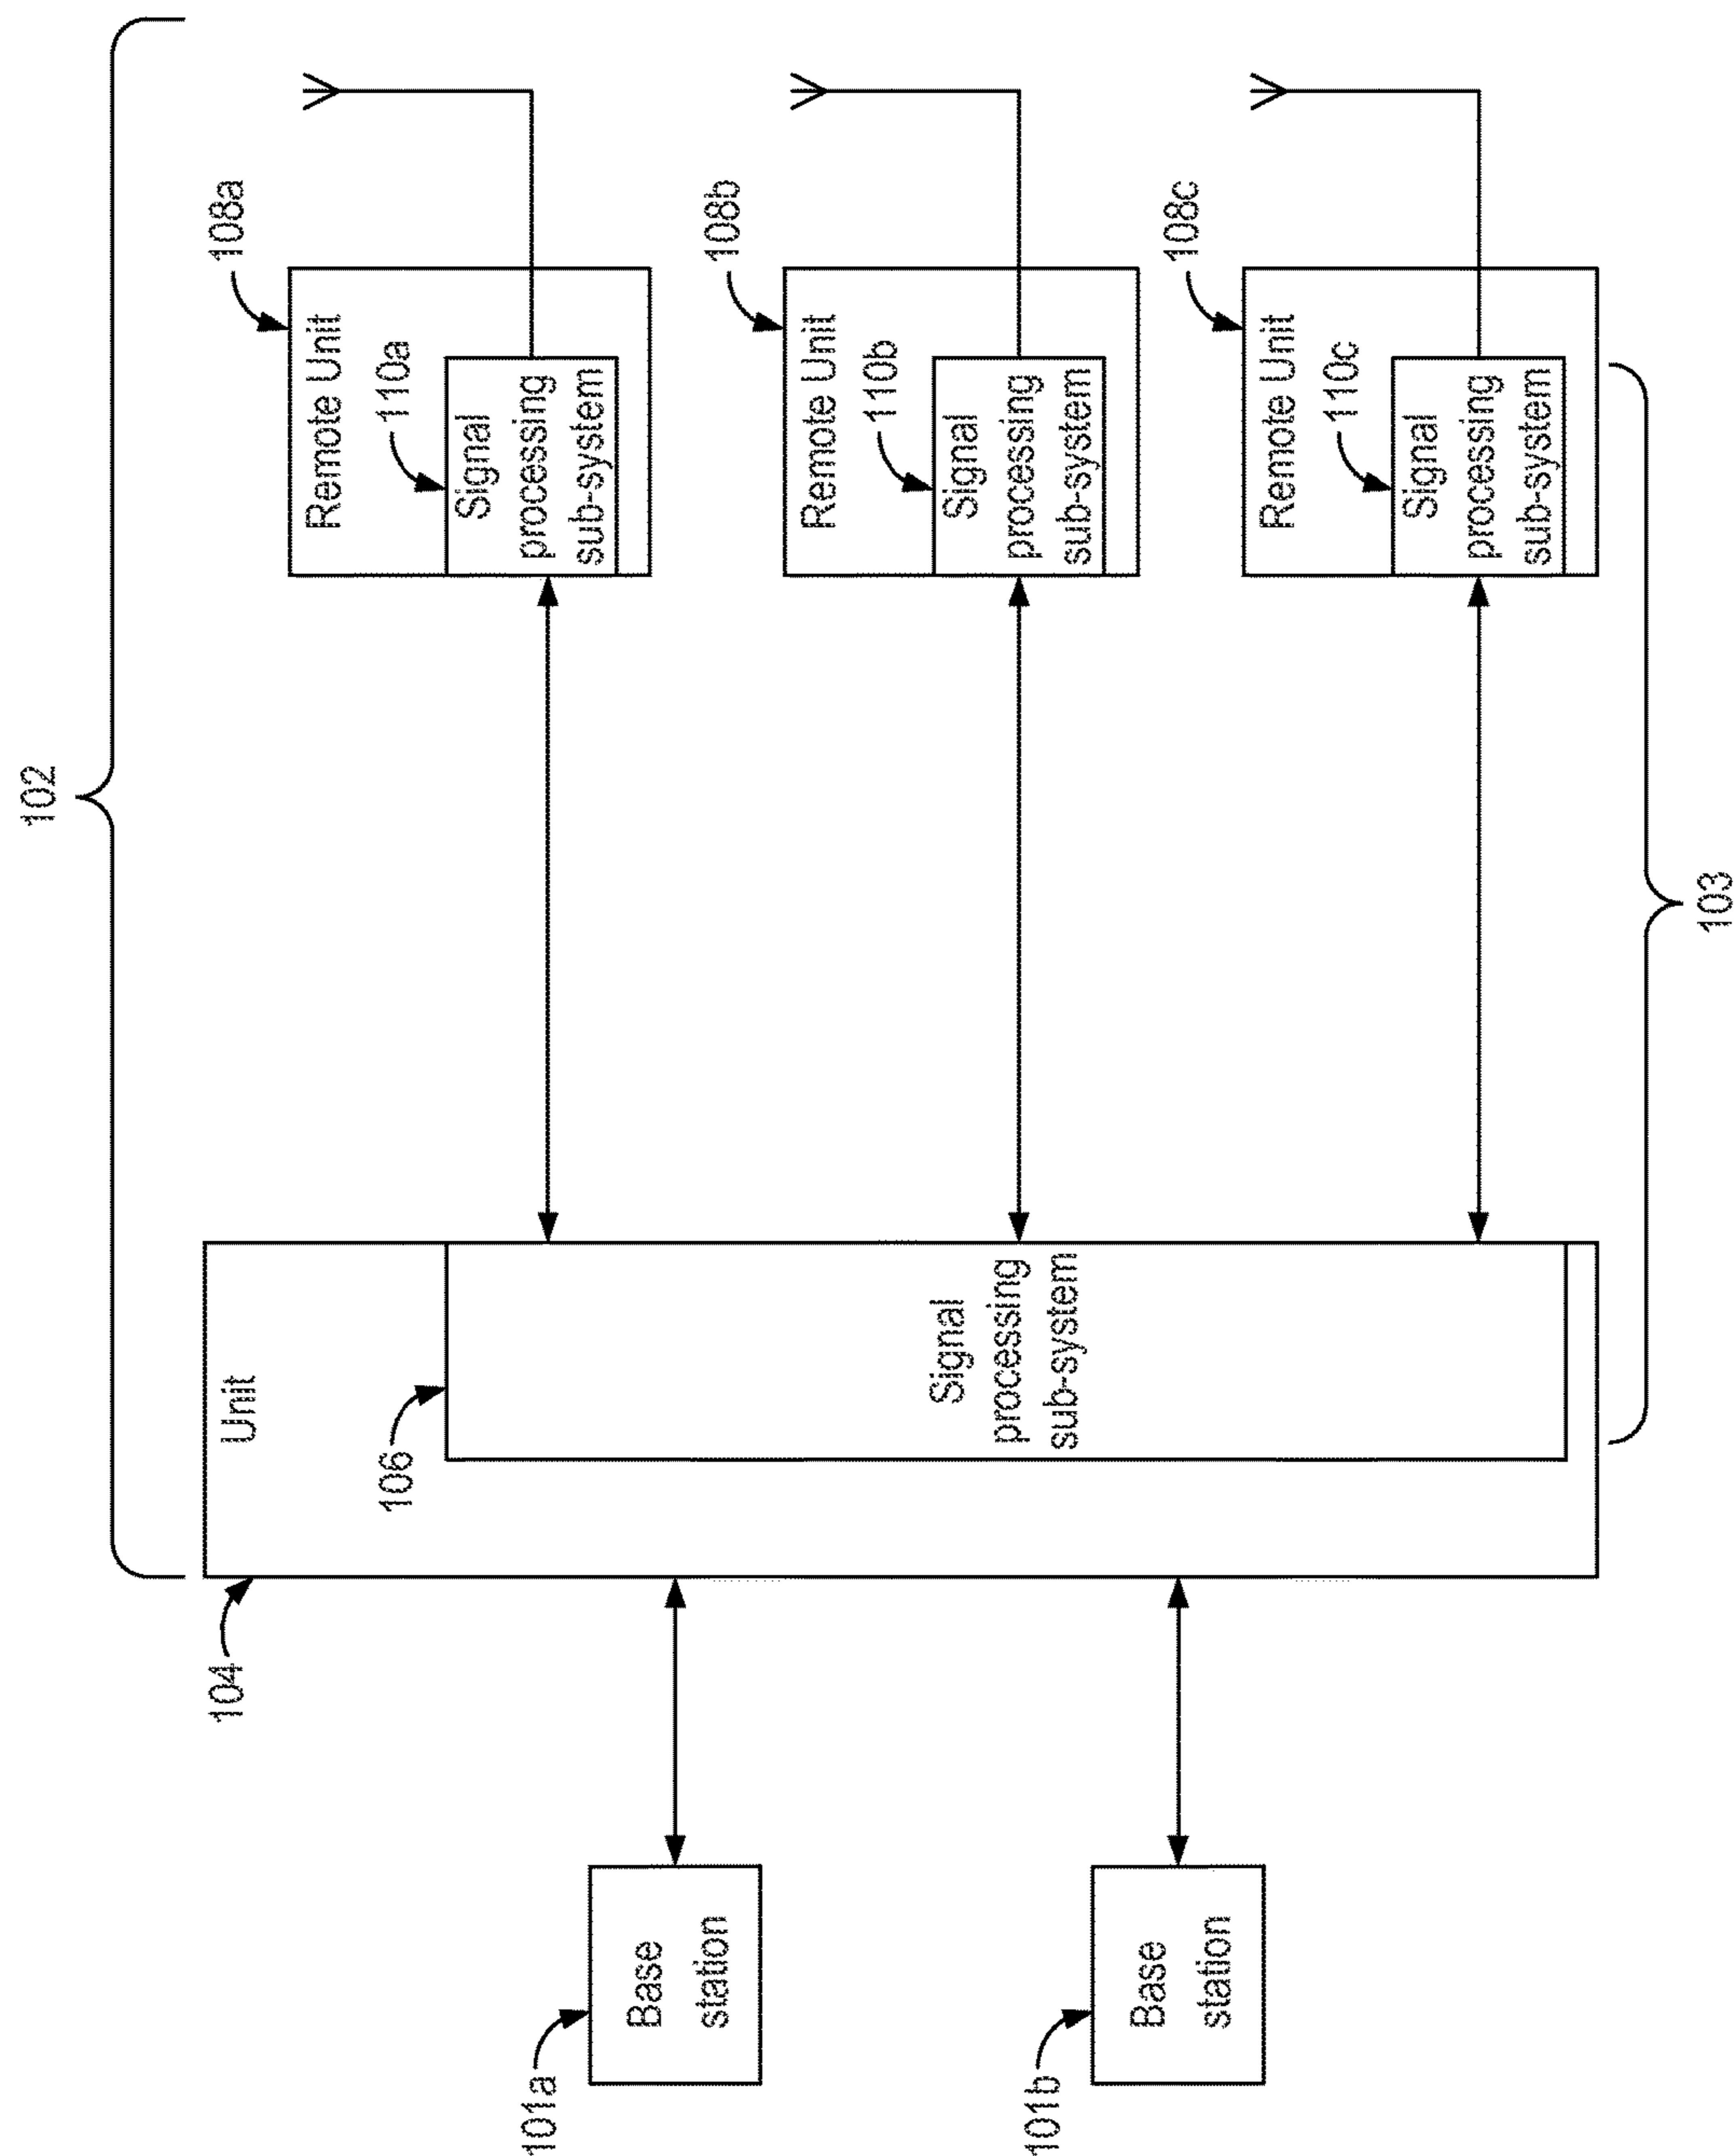 102
104
Unit
106
Signal
processing
sub-system
108a
Remote Unit
110a
Signal
processing
sub-system
108b
Remote Unit
110b
Signal
processing
sub-system
108c
Remote Unit
110c
Signal
processing
sub-system
101a
Base
station
101b
Base
station
103